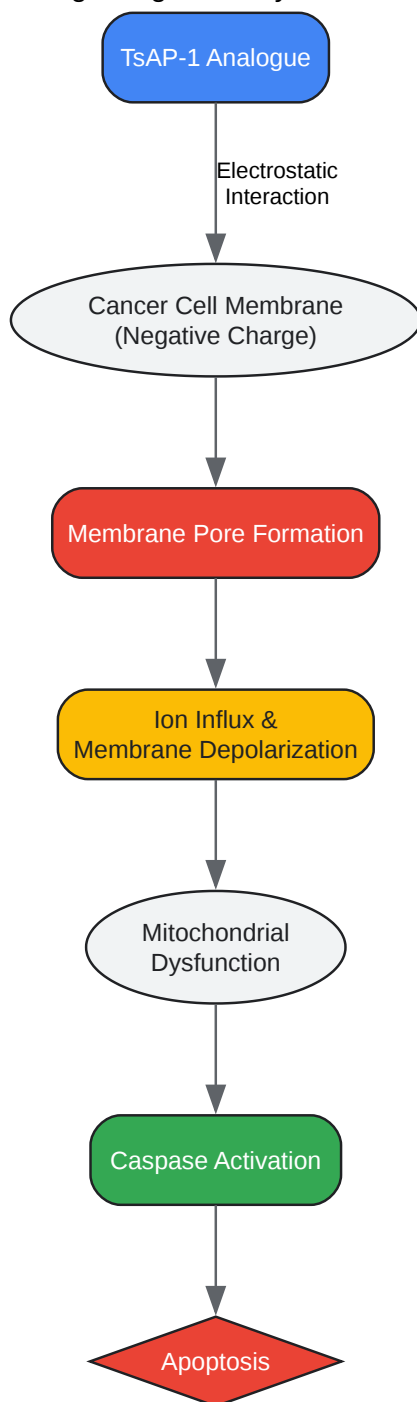 TsAP-1 Analogue
Electrostatic
Interaction
Cancer Cell Membrane
(Negative Charge)
Membrane Pore Formation
Ion Influx &
Membrane Depolarization
Mitochondrial
Dysfunction
Caspase Activation
Apoptosis